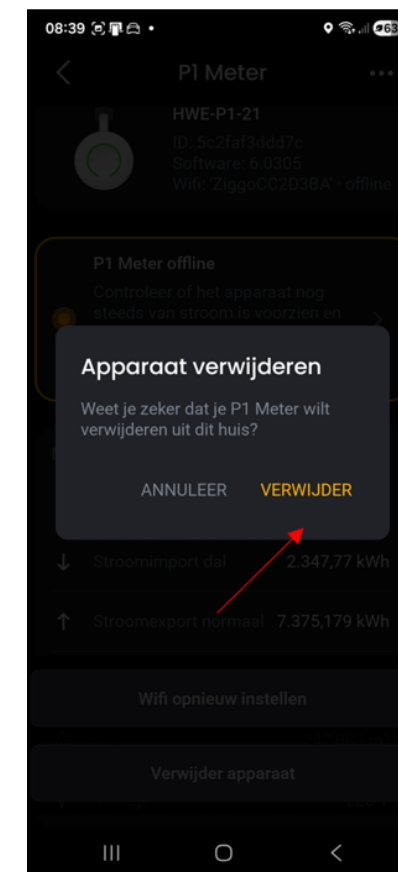 08:39
63
P1 Meter
HWE-P1-21
ID: 5c2faf3ddd7c
Software: 6.0305
Wifi: 'ZiggoCC2D3BA' offline
P1 Meter offline
Controleer of het apparaat nog
steeds van stroom is voorzien en
Apparaat verwijderen
Weet je zeker dat je P1 Meter wilt
verwijderen uit dit huis?
ANNULEER VERWIJDER
Stroomimport dal 2.347,77 kWh
Stroomexport normaal 7.375,179 kWh
Wifi opnieuw instellen
Verwijder apparaat